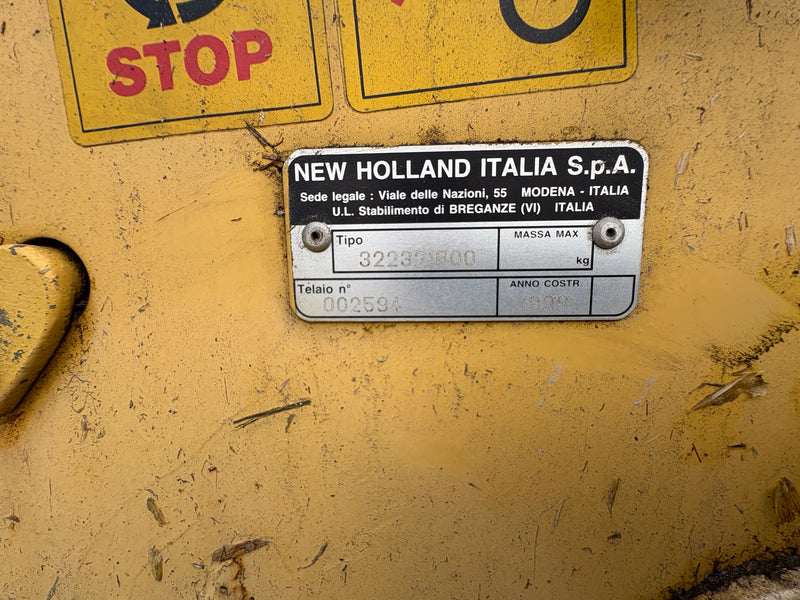 STOP
NEW HOLLAND ITALIA S.p.A.
Sede legale : Viale delle Nazioni, 55 MODENA - ITALIA
U.L. Stabilimento di BREGANZE (VI) ITALIA
Tipo
MASSA MAX
kg
Telaio n° 002594
ANNO COSTR.